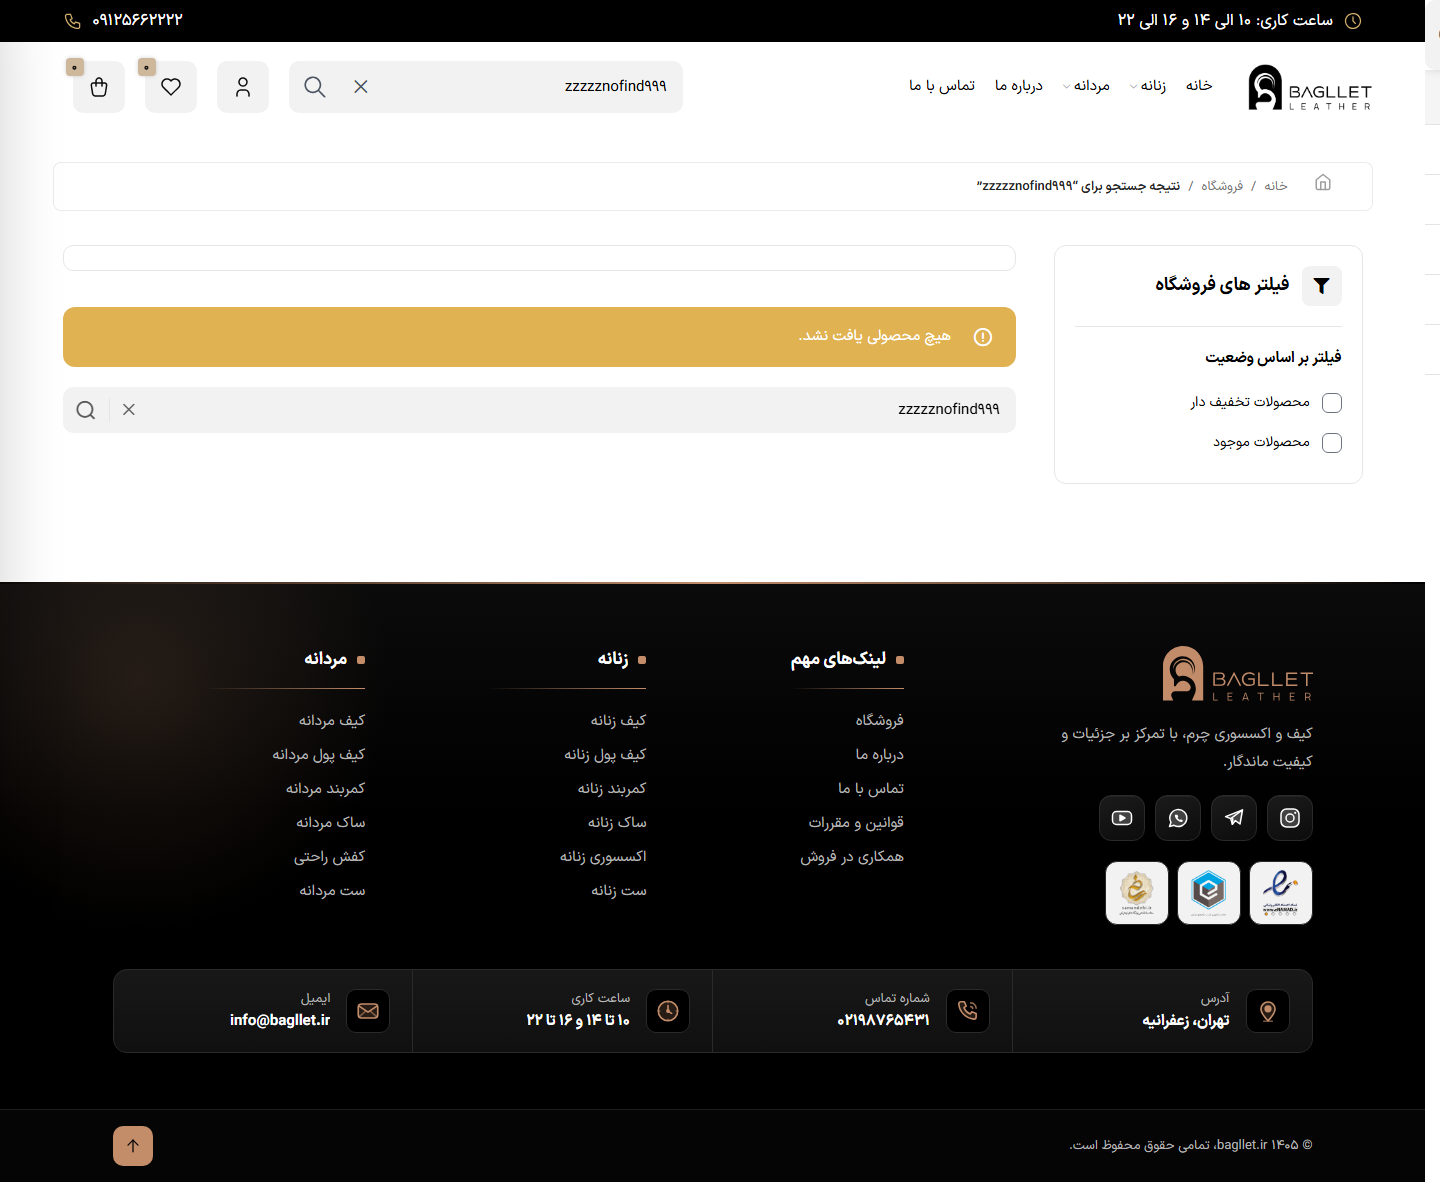 ساعت کاری: ۱۰ الی ۱۴ و ۱۶ الی ۲۲
۰۹۱۲۵۶۶۲۲۲۲
BAGLLET
LEATHER
خانه
زنانه
مردانه
درباره ما
تماس با ما
zzzzznofind۹۹۹
۰
۰
خانه / فروشگاه / نتیجه جستجو برای “zzzzznofind۹۹۹”
فیلتر های فروشگاه
فیلتر بر اساس وضعیت
محصولات تخفیف دار
محصولات موجود
هیچ محصولی یافت نشد.
zzzzznofind۹۹۹
BAGLLET
LEATHER
کیف و اکسسوری چرم، با تمرکز بر جزئیات و
کیفیت ماندگار.
لینک‌های مهم
فروشگاه
درباره ما
تماس با ما
قوانین و مقررات
همکاری در فروش
زنانه
کیف زنانه
کیف پول زنانه
کمربند زنانه
ساک زنانه
اکسسوری زنانه
ست زنانه
مردانه
کیف مردانه
کیف پول مردانه
کمربند مردانه
ساک مردانه
کفش راحتی
ست مردانه
آدرس
تهران، زعفرانیه
شماره تماس
۰۲۱۹۸۷۶۵۴۳۱
ساعت کاری
۱۰ تا ۱۴ و ۱۶ تا ۲۲
ایمیل
info@bagllet.ir
© ۱۴۰۵ bagllet.ir، تمامی حقوق محفوظ است.